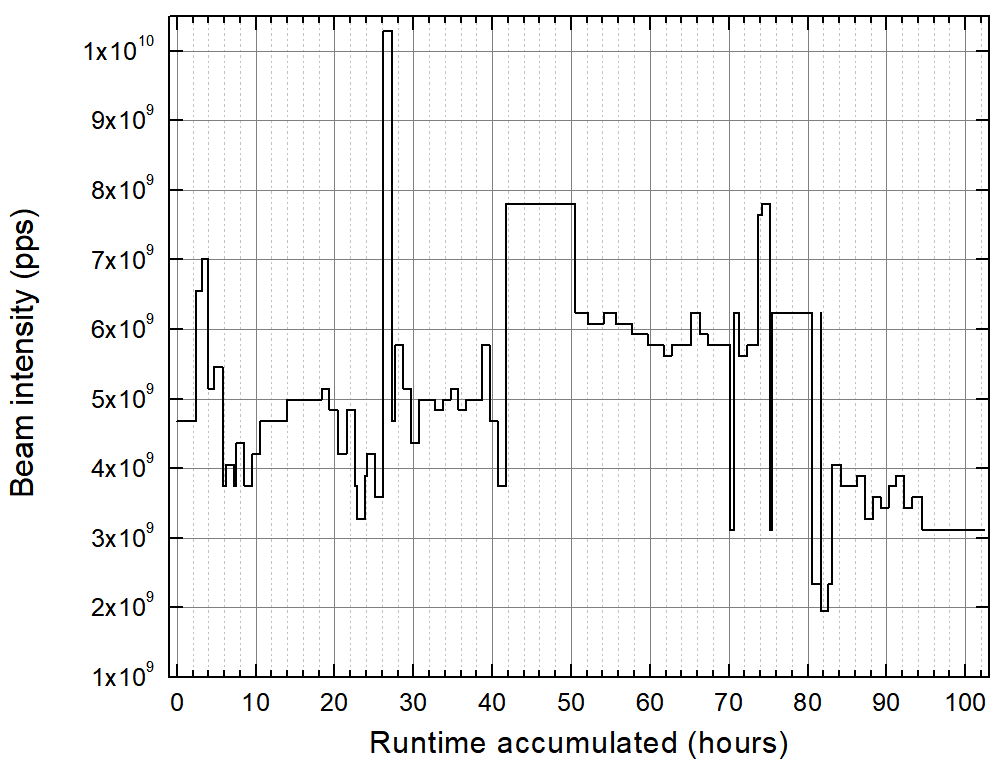 Beam intensity (pps)
1x10¹⁰
9x10⁹
8x10⁹
7x10⁹
6x10⁹
5x10⁹
4x10⁹
3x10⁹
2x10⁹
1x10⁹
0 10 20 30 40 50 60 70 80 90 100
Runtime accumulated (hours)